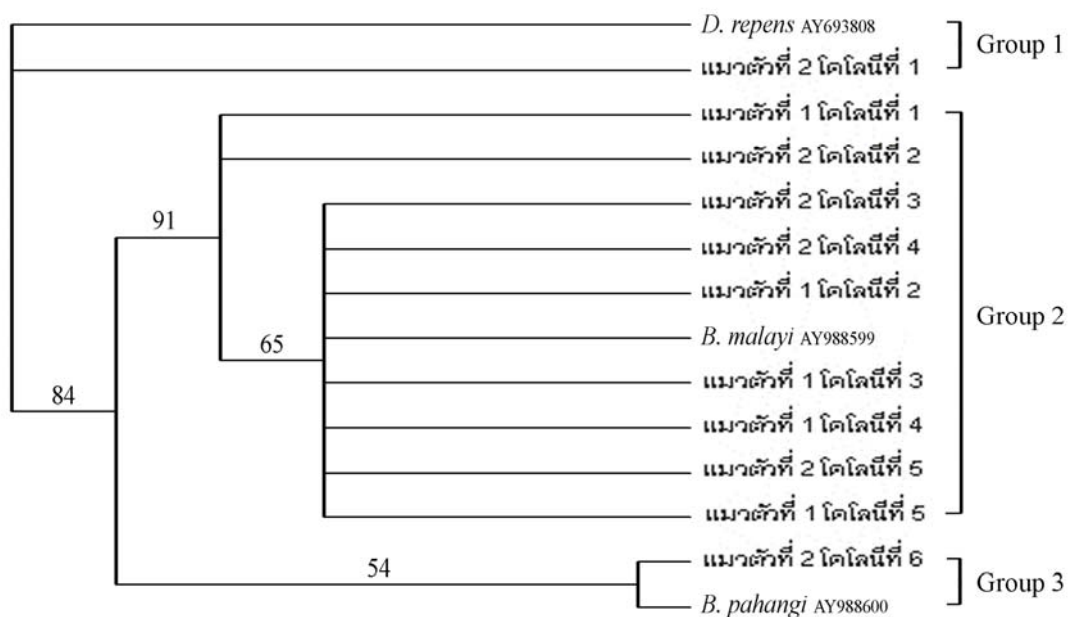 D. repens AY693808
Group 1
แมวตัวที่ 2 โคโลนีที่ 1
แมวตัวที่ 1 โคโลนีที่ 1
แมวตัวที่ 2 โคโลนีที่ 2
91
แมวตัวที่ 2 โคโลนีที่ 3
แมวตัวที่ 2 โคโลนีที่ 4
แมวตัวที่ 1 โคโลนีที่ 2
Group 2
65
B. malayi AY988599
แมวตัวที่ 1 โคโลนีที่ 3
84
แมวตัวที่ 1 โคโลนีที่ 4
แมวตัวที่ 2 โคโลนีที่ 5
แมวตัวที่ 1 โคโลนีที่ 5
แมวตัวที่ 2 โคโลนีที่ 6
54
Group 3
B. pahangi AY988600